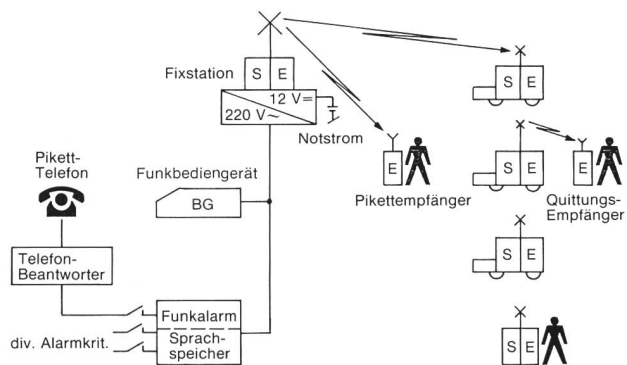 Fixstation
S E
12 V=
220 V~
Notstrom
Pikett-
Telefon
Funkbediengerät
BG
E
Pikettempfänger
S E
S E
E
Quittungs-
Empfänger
S E
S E
Telefon-
Beantworter
Funkalarm
Sprach-
speicher
div. Alarmkrit.